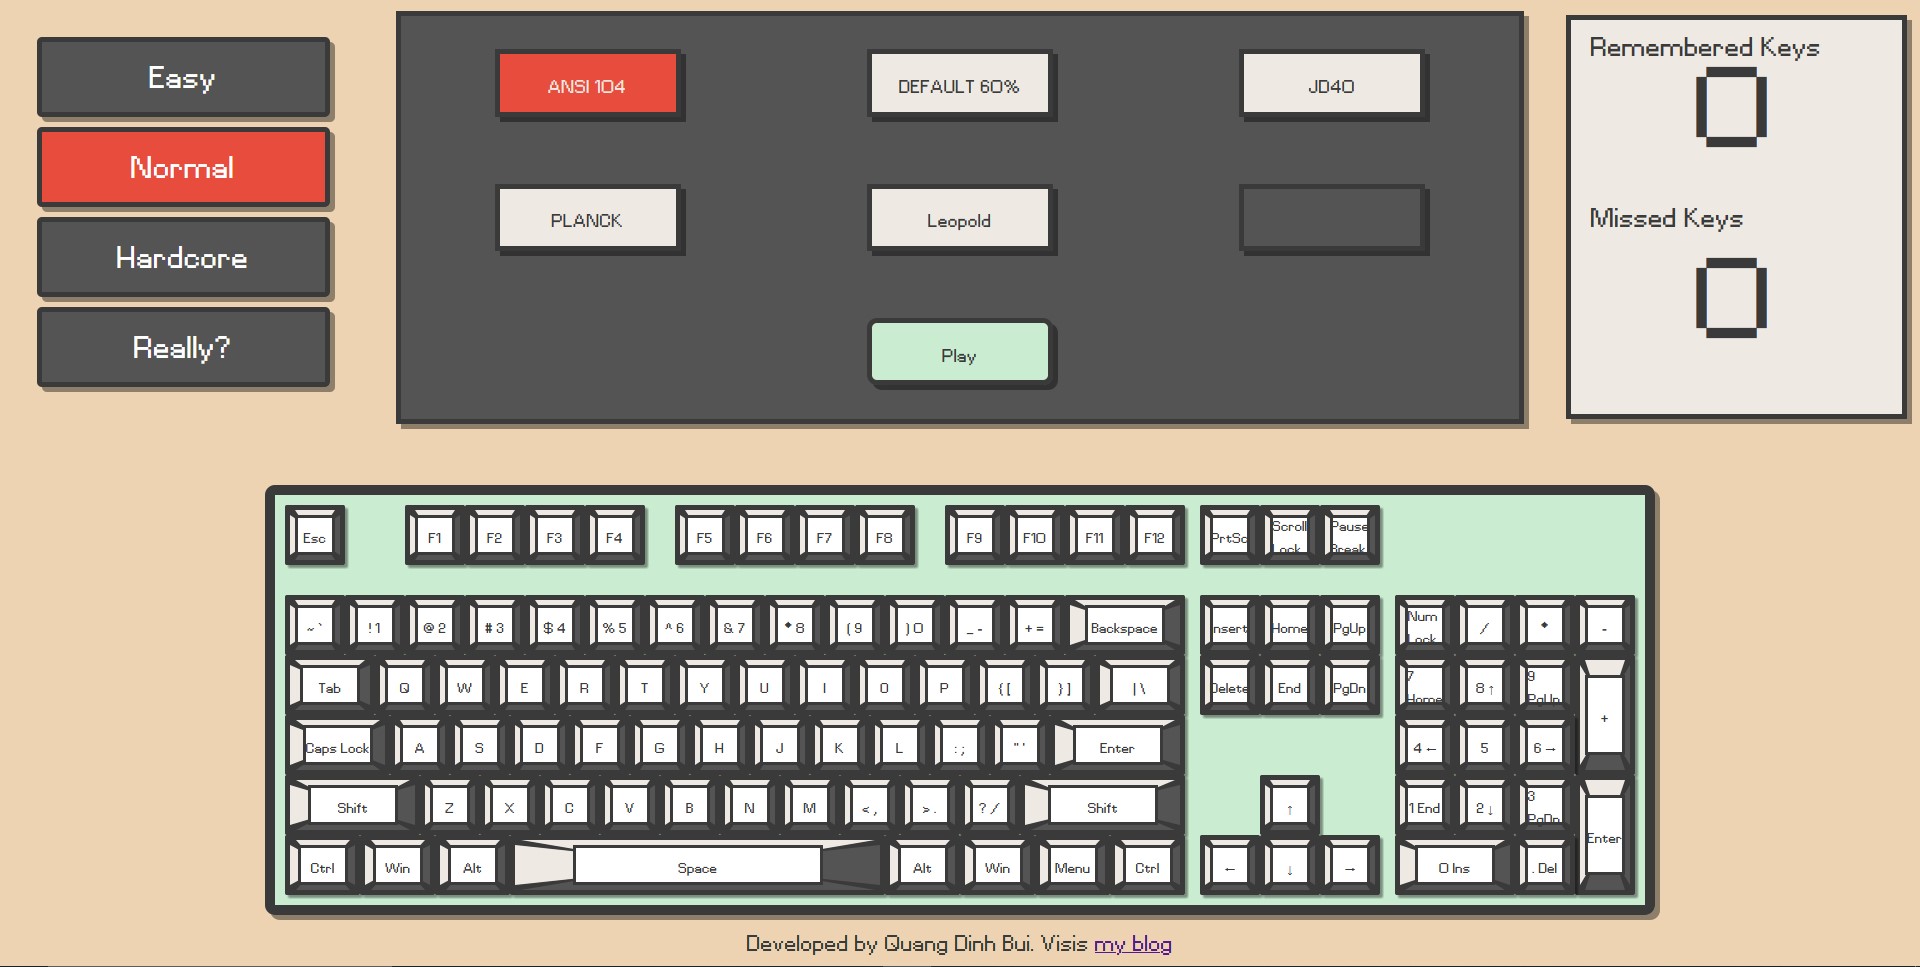 Easy
Normal
Hardcore
Really?
ANSI 104
DEFAULT 60%
JD40
PLANCK
Leopold
Play
Remembered Keys
0
Missed Keys
0
Esc F1 F2 F3 F4 F5 F6 F7 F8 F9 F10 F11 F12 PrtSc Scroll Lock Pause Break
~ ` ! 1 @ 2 # 3 $ 4 % 5 ^ 6 & 7 * 8 ( 9 ) 0 _ - + = Backspace Insert Home PgUp Num Lock / * -
Tab Q W E R T Y U I O P { [ } ] | \ Delete End PgDn 7 Home 8 ↑ 9 PgUp +
Caps Lock A S D F G H J K L : ; " ' Enter 4 ← 5 6 →
Shift Z X C V B N M < , > . ? / Shift ↑ 1 End 2 ↓ 3 PgDn Enter
Ctrl Win Alt Space Alt Win Menu Ctrl ← ↓ → 0 Ins . Del
Developed by Quang Dinh Bui. Visis my blog